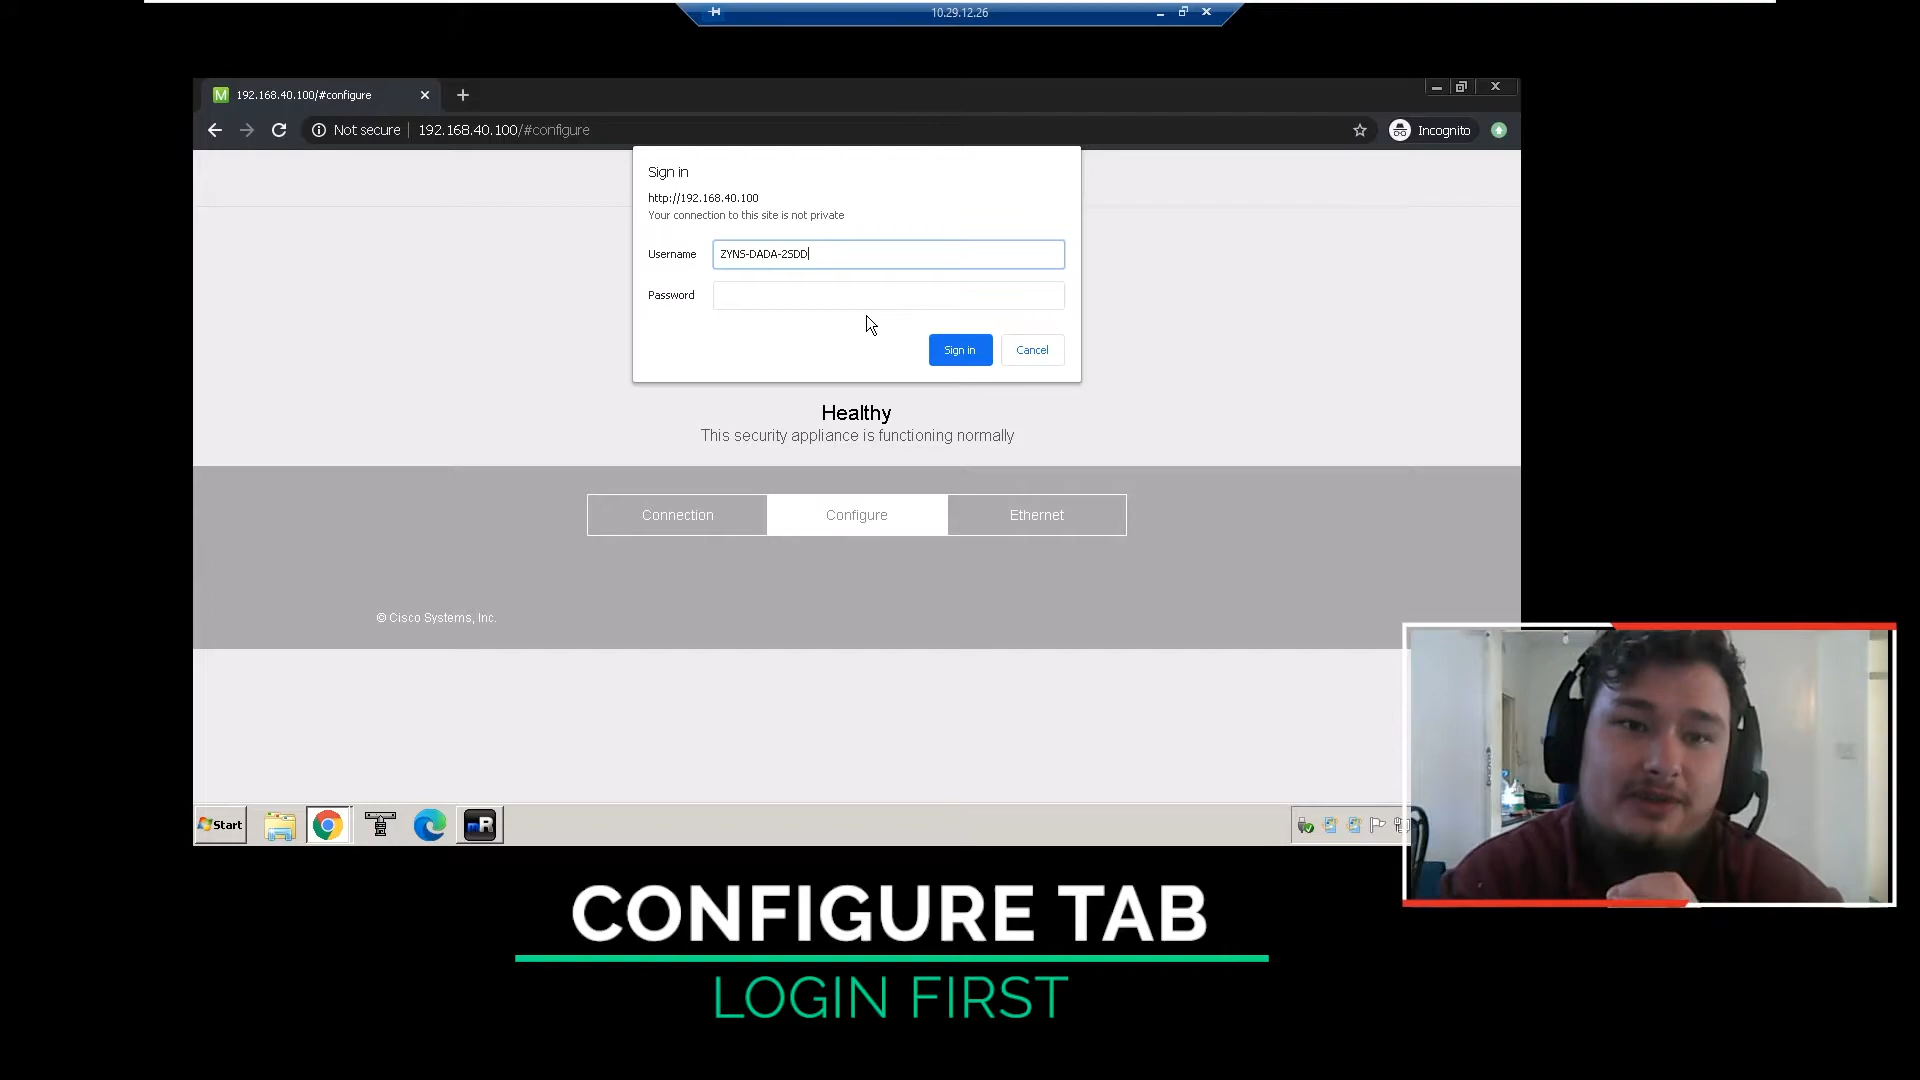 10.29.12.26
M 192.168.40.100/#configure
Not secure 192.168.40.100/#configure
Incognito
Sign in
http://192.168.40.100
Your connection to this site is not private
Username ZYNS-DADA-2SDD
Password
Sign in Cancel
Healthy
This security appliance is functioning normally
Connection Configure Ethernet
© Cisco Systems, Inc.
Start
mR
CONFIGURE TAB
LOGIN FIRST